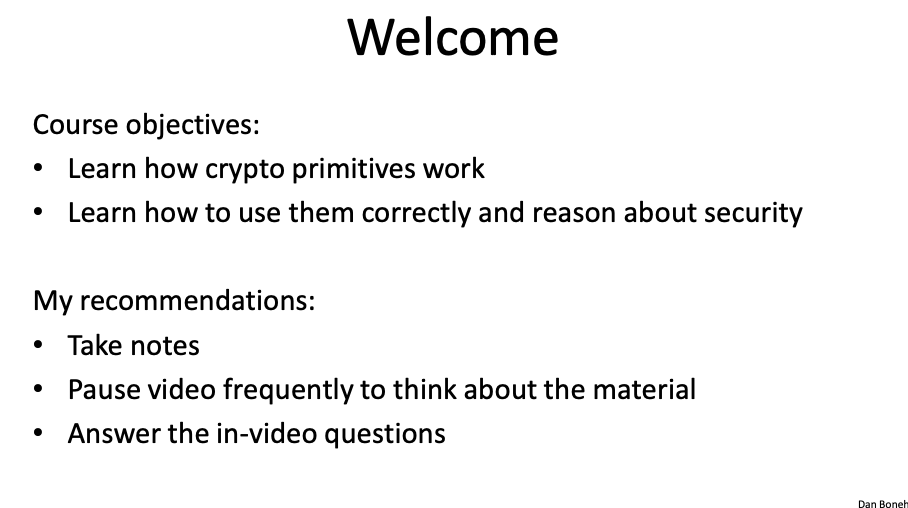 Welcome
Course objectives:
• Learn how crypto primitives work
• Learn how to use them correctly and reason about security
My recommendations:
• Take notes
• Pause video frequently to think about the material
• Answer the in-video questions
Dan Boneh